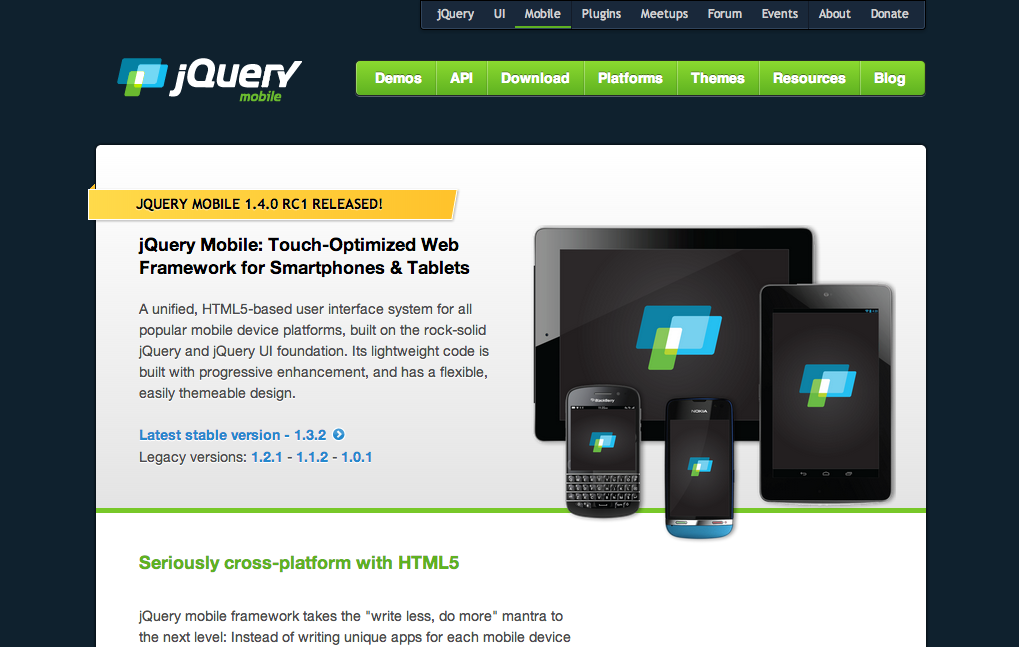 jQuery UI Mobile Plugins Meetups Forum Events About Donate
jQuery
mobile
Demos API Download Platforms Themes Resources Blog
JQUERY MOBILE 1.4.0 RC1 RELEASED!
jQuery Mobile: Touch-Optimized Web
Framework for Smartphones & Tablets
A unified, HTML5-based user interface system for all
popular mobile device platforms, built on the rock-solid
jQuery and jQuery UI foundation. Its lightweight code is
built with progressive enhancement, and has a flexible,
easily themeable design.
Latest stable version - 1.3.2
Legacy versions: 1.2.1 - 1.1.2 - 1.0.1
BlackBerry
NOKIA
Seriously cross-platform with HTML5
jQuery mobile framework takes the "write less, do more" mantra to
the next level: Instead of writing unique apps for each mobile device